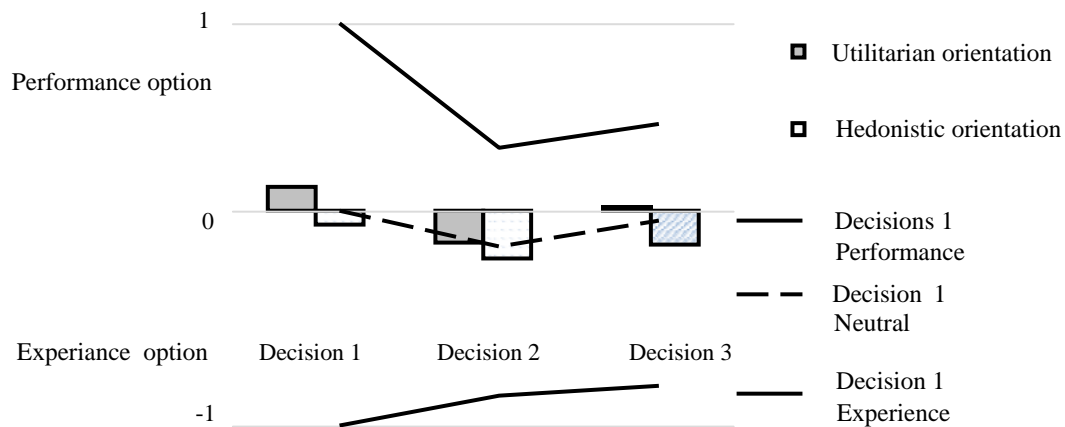 1
Performance option
0
Experiance option
Decision 1
Decision 2
Decision 3
-1
Utilitarian orientation
Hedonistic orientation
Decisions 1
Performance
Decision 1
Neutral
Decision 1
Experience